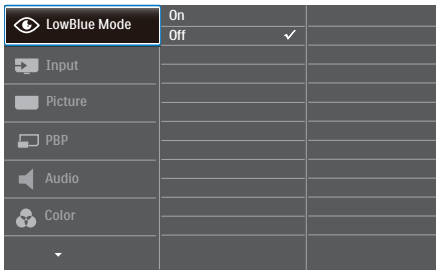 LowBlue Mode
On
Off
Input
Picture
PBP
Audio
Color